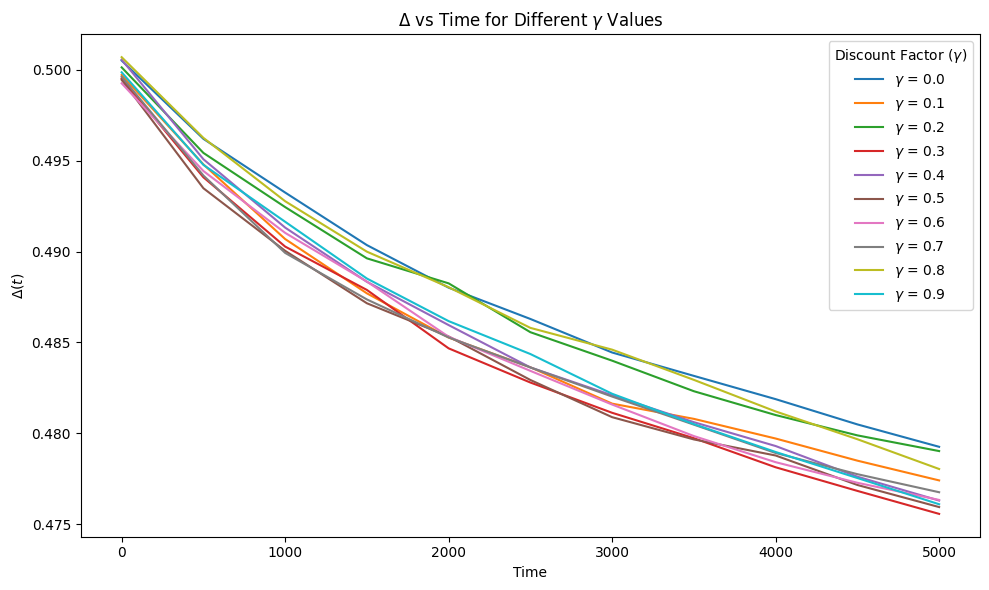 Δ vs Time for Different γ Values
Δ(t)
0.500
0.495
0.490
0.485
0.480
0.475
0
1000
2000
3000
4000
5000
Time
Discount Factor (γ)
γ = 0.0
γ = 0.1
γ = 0.2
γ = 0.3
γ = 0.4
γ = 0.5
γ = 0.6
γ = 0.7
γ = 0.8
γ = 0.9